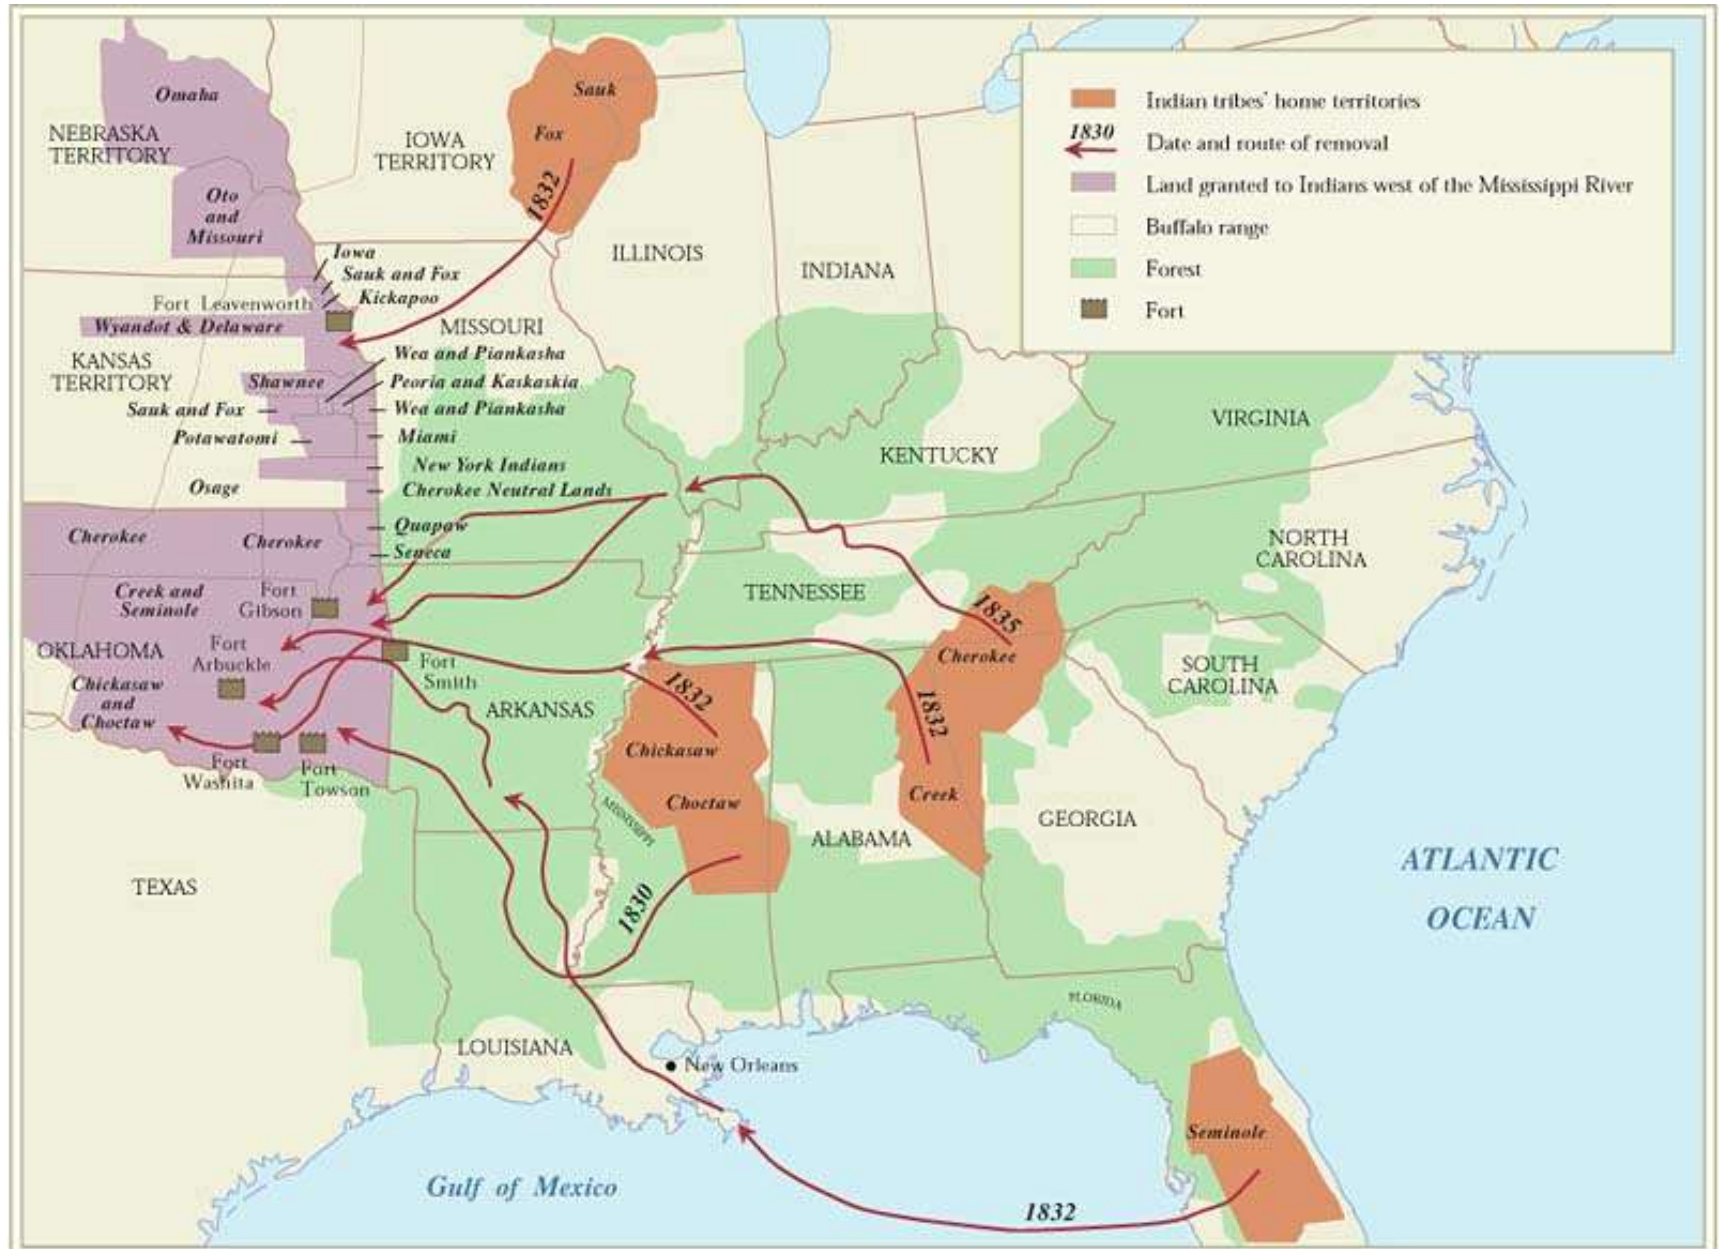 Omaha
NEBRASKA
TERRITORY
Oto
and
Missouri
IOWA
TERRITORY
Sauk
Fox
1832
ILLINOIS
INDIANA
Indian tribes' home territories
1830
Date and route of removal
Land granted to Indians west of the Mississippi River
Buffalo range
Forest
Fort
Iowa
Sauk and Fox
Kickapoo
Fort Leavenworth
Wyandot & Delaware
MISSOURI
KANSAS
TERRITORY
Wea and Piankasha
Shawnee
Peoria and Kaskaskia
Sauk and Fox
Wea and Piankasha
Potawatomi
Miami
New York Indians
Osage
Cherokee Neutral Lands
Quapaw
Seneca
Cherokee
Cherokee
Creek and
Seminole
Fort
Gibson
OKLAHOMA
Fort
Arbuckle
Chickasaw
and
Choctaw
Fort
Smith
Fort
Washita
Fort
Towson
ARKANSAS
KENTUCKY
VIRGINIA
TENNESSEE
NORTH
CAROLINA
1835
Cherokee
SOUTH
CAROLINA
1832
Chickasaw
Choctaw
MISSISSIPPI
1832
Creek
ALABAMA
GEORGIA
1830
TEXAS
LOUISIANA
New Orleans
FLORIDA
ATLANTIC
OCEAN
Seminole
1832
Gulf of Mexico